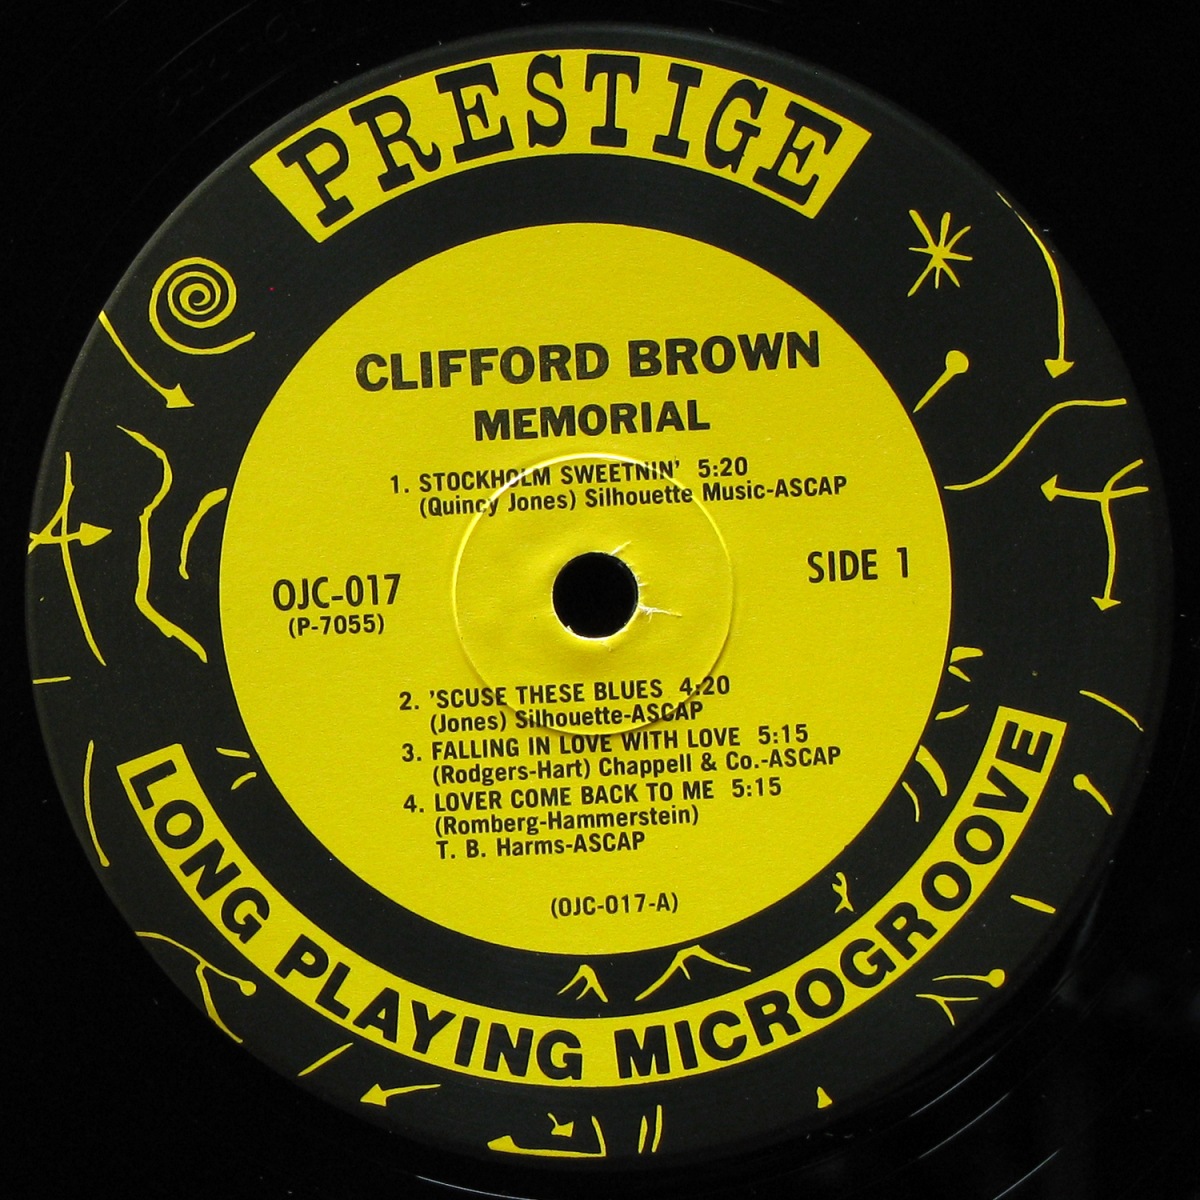 PRESTIGE
CLIFFORD BROWN
MEMORIAL
1. STOCKHOLM SWEETNIN' 5:20
(Quincy Jones) Silhouette Music-ASCAP
OJC-017
(P-7055)
SIDE 1
2. 'SCUSE THESE BLUES 4:20
(Jones) Silhouette-ASCAP
3. FALLING IN LOVE WITH LOVE 5:15
(Rodgers-Hart) Chappell & Co.-ASCAP
4. LOVER COME BACK TO ME 5:15
(Romberg-Hammerstein)
T. B. Harms-ASCAP
(OJC-017-A)
LONG PLAYING MICROGROOVE